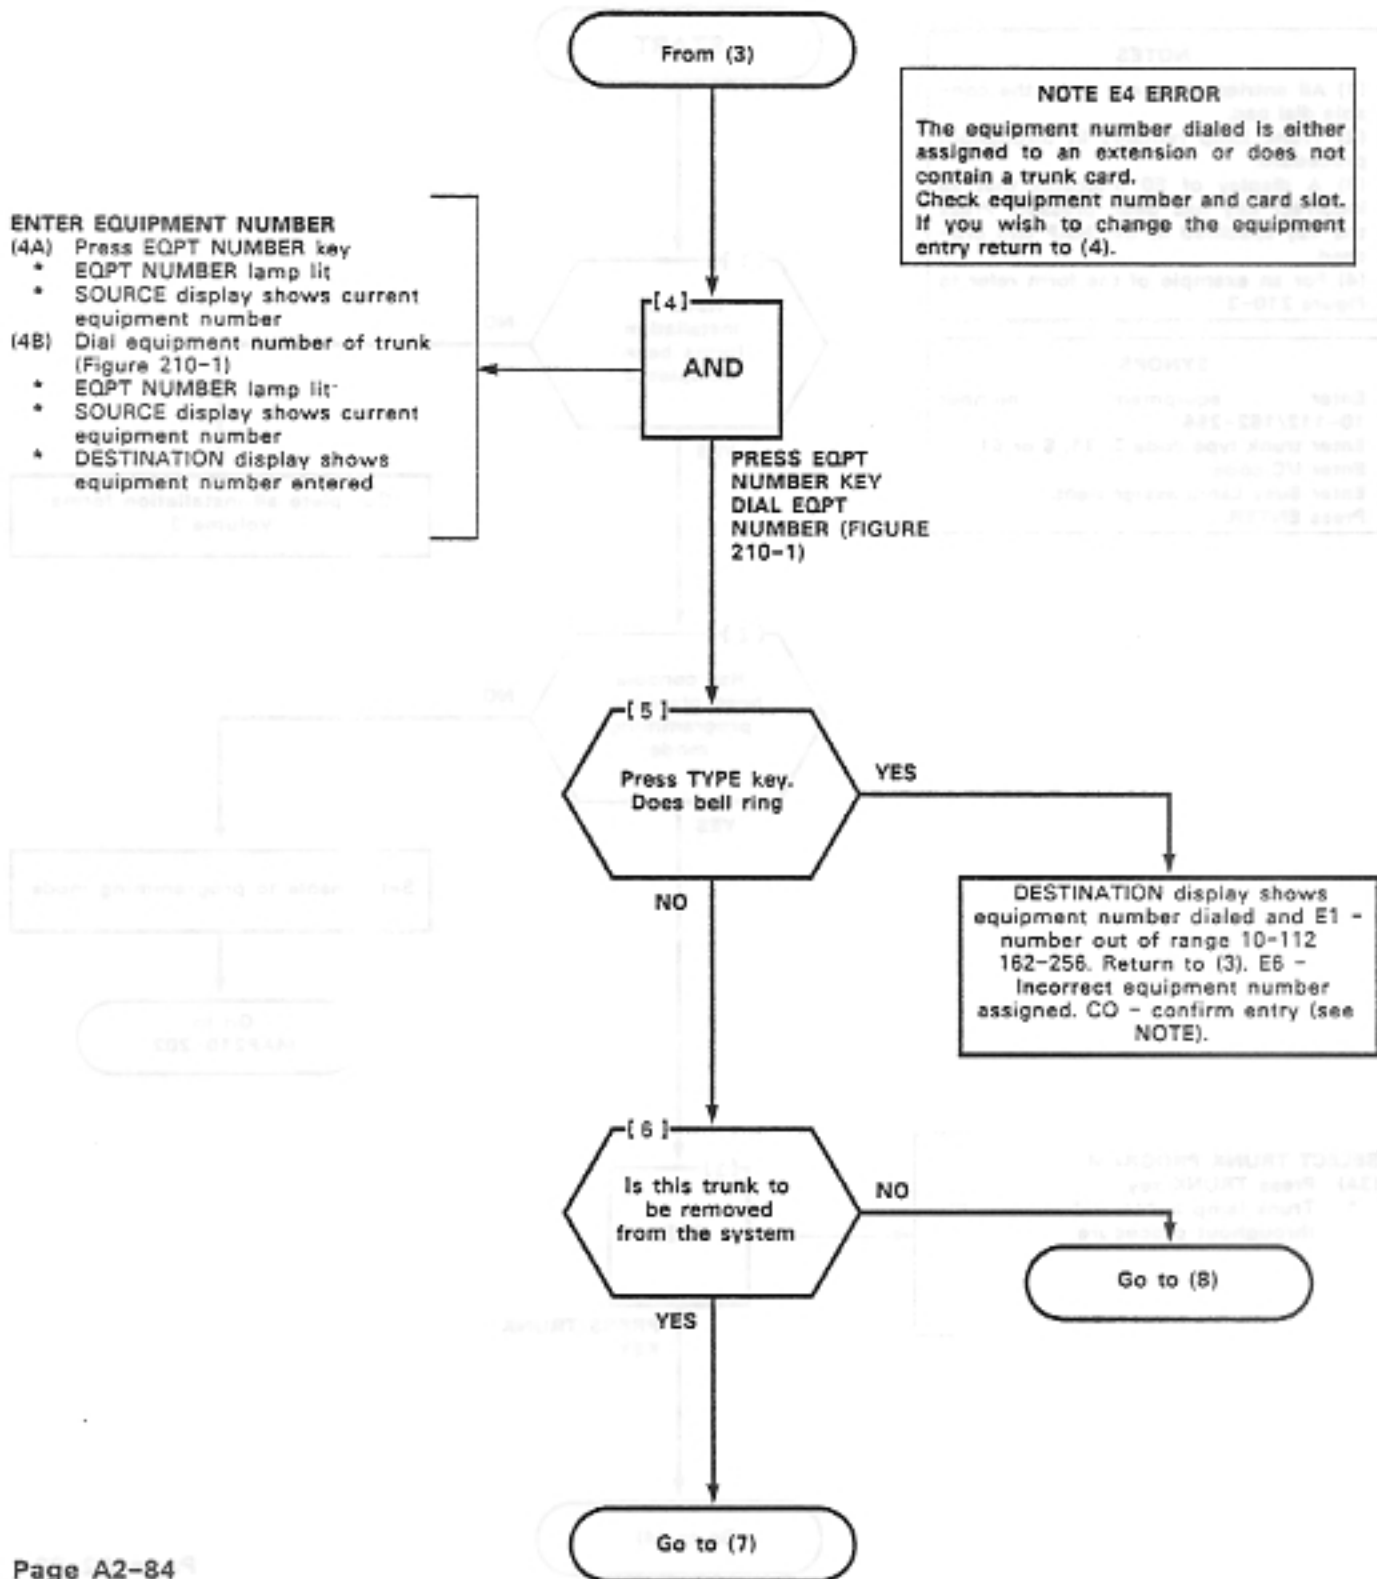 From (3)
NOTE E4 ERROR
The equipment number dialed is either
assigned to an extension or does not
contain a trunk card.
Check equipment number and card slot.
If you wish to change the equipment
entry return to (4).
ENTER EQUIPMENT NUMBER
(4A) Press EQPT NUMBER key
* EQPT NUMBER lamp lit
* SOURCE display shows current
equipment number
(4B) Dial equipment number of trunk
(Figure 210-1)
* EQPT NUMBER lamp lit
* SOURCE display shows current
equipment number
* DESTINATION display shows
equipment number entered
[4]
AND
PRESS EQPT
NUMBER KEY
DIAL EQPT
NUMBER (FIGURE
210-1)
[5]
Press TYPE key.
Does bell ring
YES
NO
DESTINATION display shows
equipment number dialed and E1 -
number out of range 10-112
162-256. Return to (3). E6 -
Incorrect equipment number
assigned. CO - confirm entry (see
NOTE).
[6]
Is this trunk to
be removed
from the system
NO
YES
Go to (8)
Go to (7)
Page A2-84